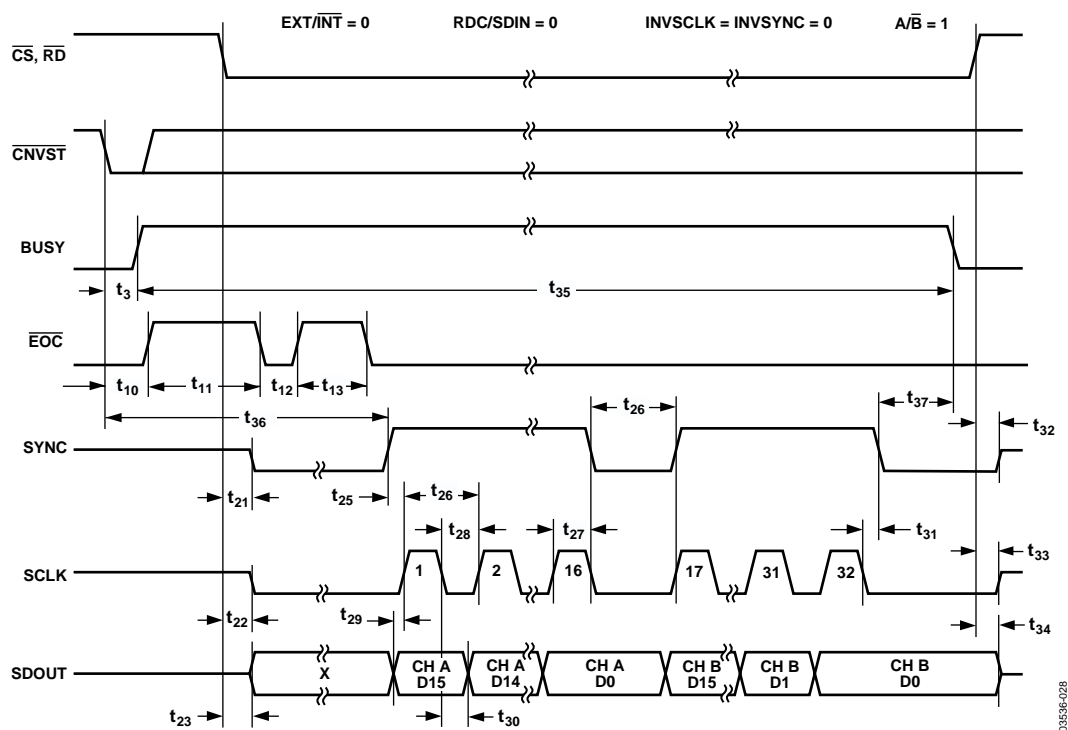 EXT/INT = 0 RDC/SDIN = 0 INVSCLK = INVSYNC = 0 A/B = 1
CS, RD
CNVST
BUSY
t3
t35
EOC
t10 t11 t12 t13
t36
t26
t37
t32
SYNC
t21
t25
t26
t28
t27
t31
t33
SCLK
1 2 16 17 31 32
t22
t29
t34
SDOUT
X
CH A D15
CH A D14
CH A D0
CH B D15
CH B D1
CH B D0
t23
t30
03536-028